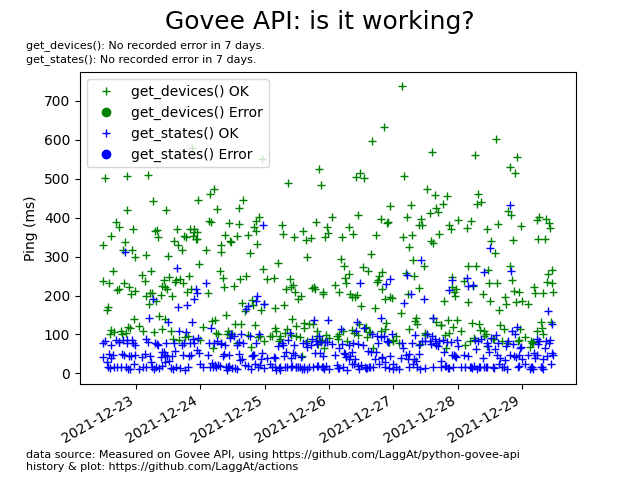 Govee API: is it working?
get_devices(): No recorded error in 7 days.
get_states(): No recorded error in 7 days.
get_devices() OK
get_devices() Error
get_states() OK
get_states() Error
Ping (ms)
700
600
500
400
300
200
100
0
2021-12-23
2021-12-24
2021-12-25
2021-12-26
2021-12-27
2021-12-28
2021-12-29
data source: Measured on Govee API, using https://github.com/LaggAt/python-govee-api
history & plot: https://github.com/LaggAt/actions